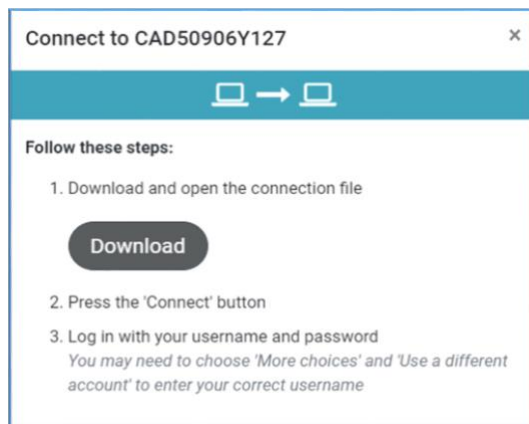 Connect to CAD50906Y127 ×
Follow these steps:
1. Download and open the connection file
Download
2. Press the 'Connect' button
3. Log in with your username and password
You may need to choose 'More choices' and 'Use a different
account' to enter your correct username